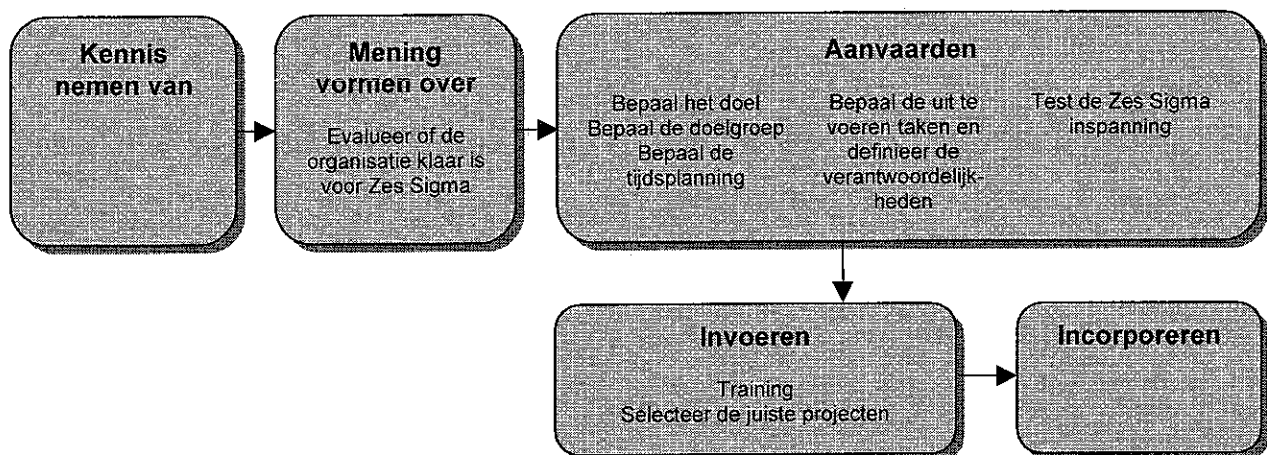 Kennis
nemen van
Mening
vormen over
Evalueer of de
organisatie klaar is
voor Zes Sigma
Aanvaarden
Bepaal het doel
Bepaal de doelgroep
Bepaal de
tijdsplanning
Bepaal de uit te
voeren taken en
definieer de
verantwoordelijk-
heden
Test de Zes Sigma
inspanning
Invoeren
Training
Selecteer de juiste projecten
Incorporeren